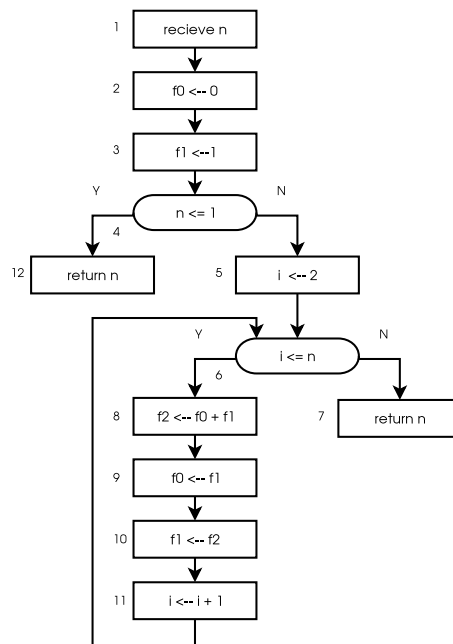 1 recieve n
2 f0 <-- 0
3 f1 <--1
Y N
n <= 1
4
12 return n
5 i <-- 2
Y N
i <= n
6
8 f2 <-- f0 + f1
7 return n
9 f0 <-- f1
10 f1 <-- f2
11 i <-- i + 1